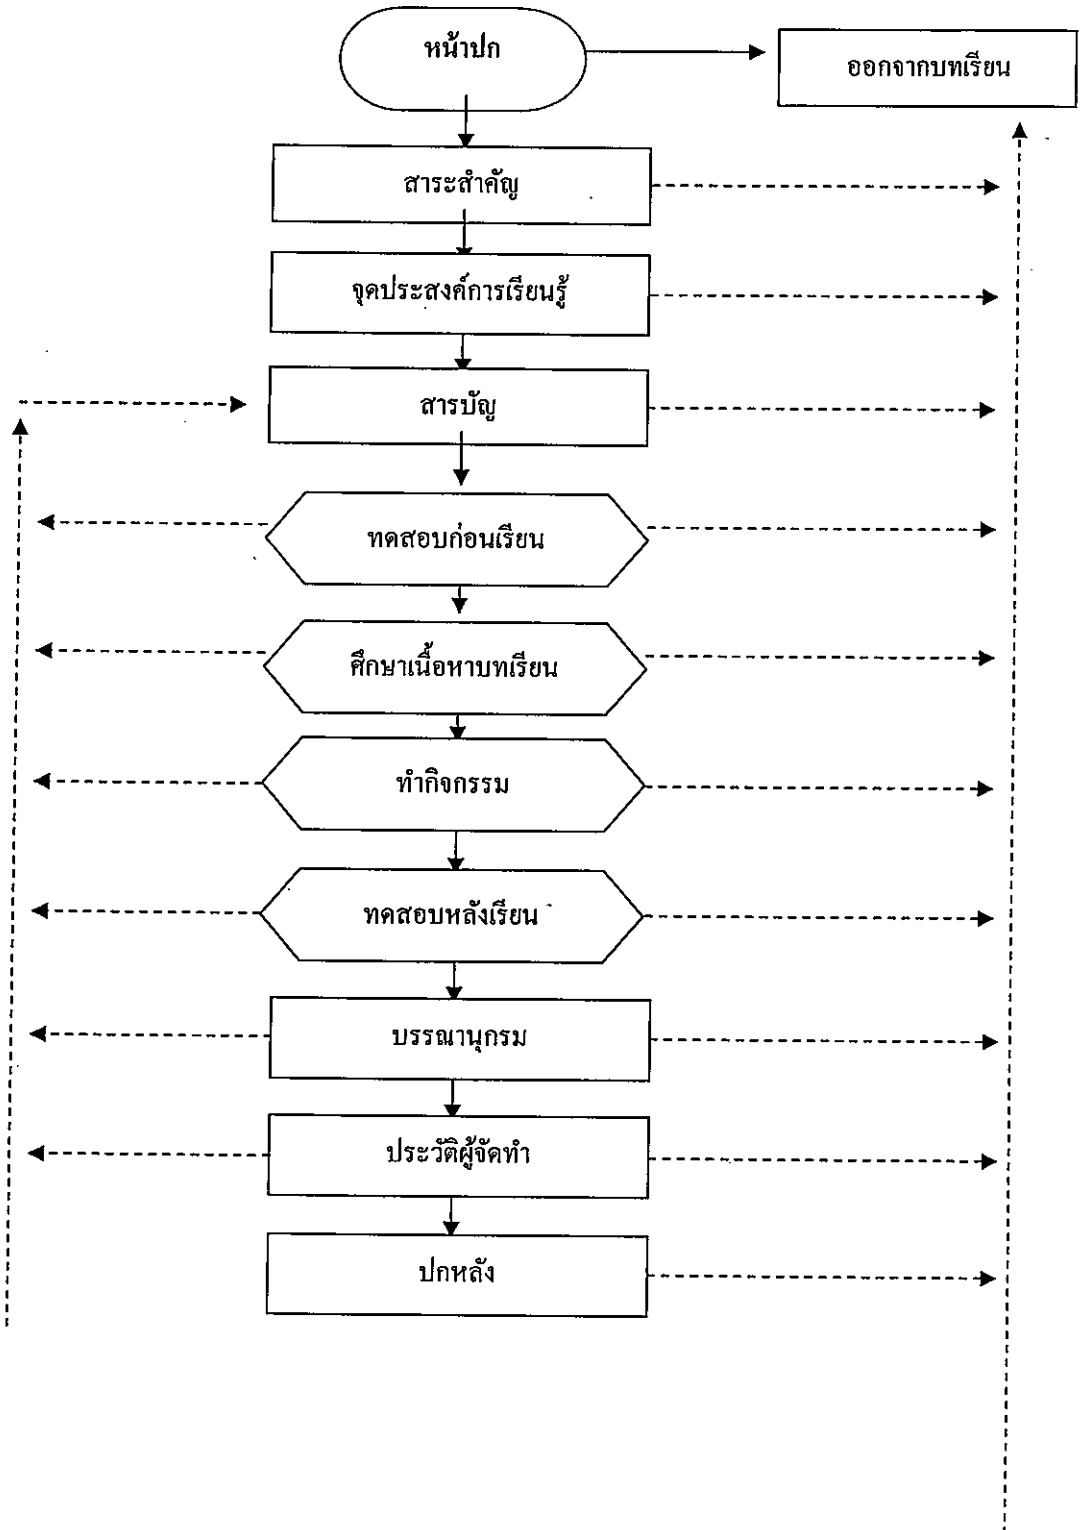 หน้าปก
ออกจากบทเรียน
สาระสำคัญ
จุดประสงค์การเรียนรู้
สารบัญ
ทดสอบก่อนเรียน
ศึกษาเนื้อหาบทเรียน
ทำกิจกรรม
ทดสอบหลังเรียน
บรรณานุกรม
ประวัติผู้จัดทำ
ปกหลัง